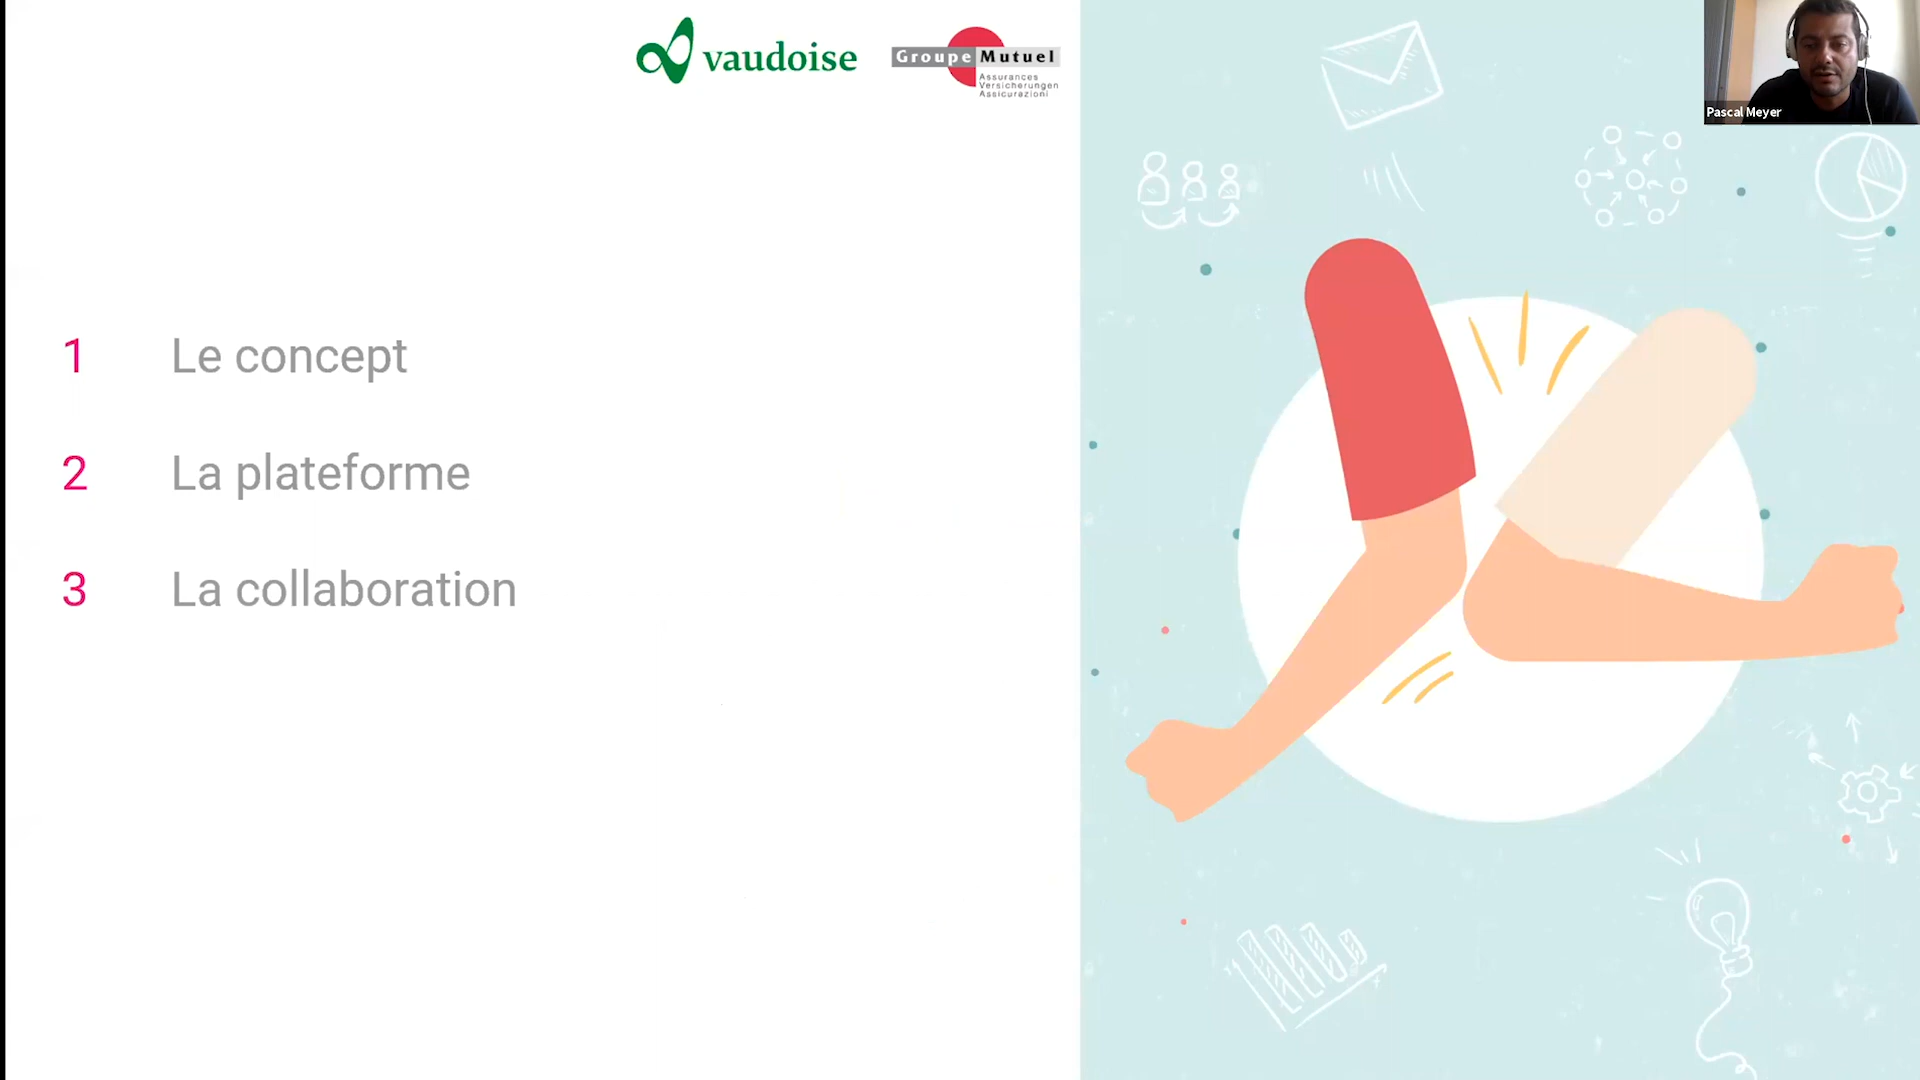 vaudoise
Groupe Mutuel
Assurances
Versicherungen
Assicurazioni
Pascal Meyer
1 Le concept
2 La plateforme
3 La collaboration